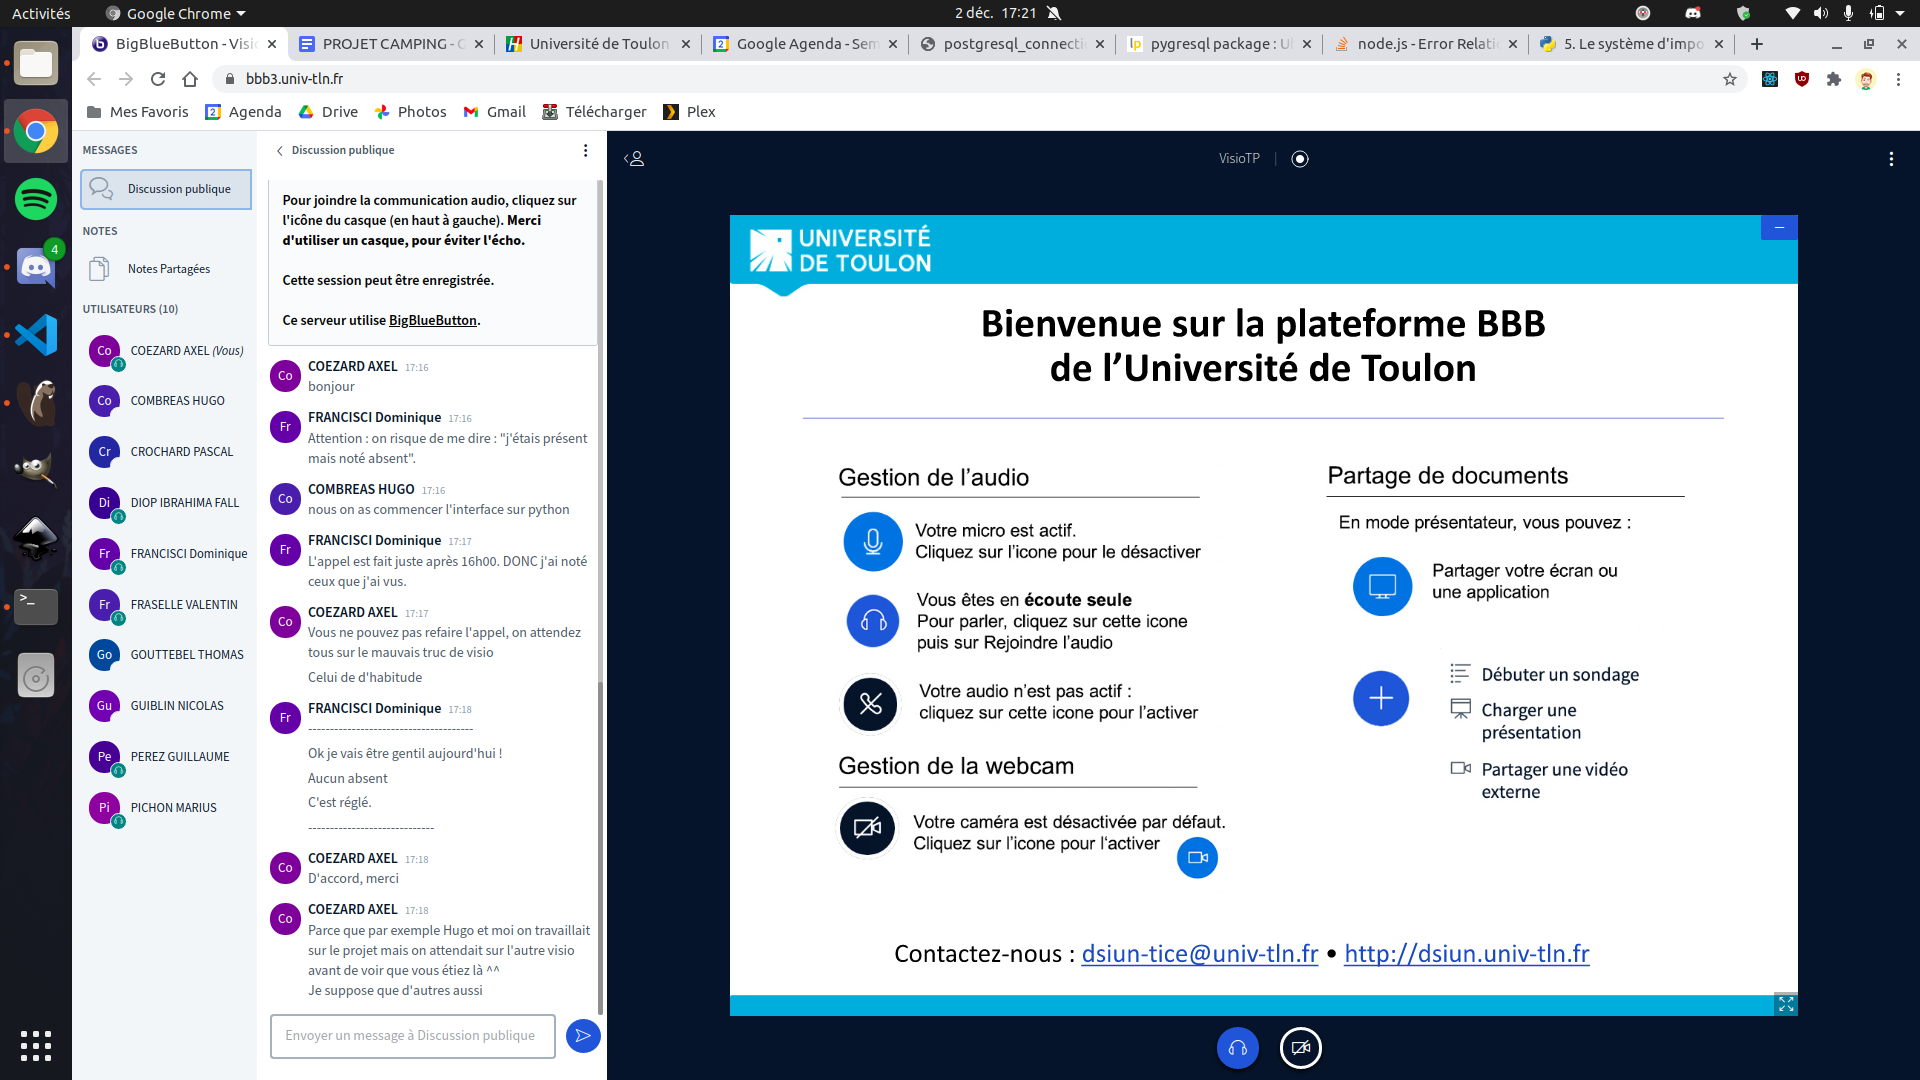 Activités
Google Chrome
2 déc. 17:21
BigBlueButton - Visio
PROJET CAMPING - G
Université de Toulon
Google Agenda - Sem
postgresql_connecti
pygresql package : U
node.js - Error Relati
5. Le système d'impo
bbb3.univ-tln.fr
Mes Favoris
2 Agenda
Drive
Photos
Gmail
Télécharger
Plex
4
MESSAGES
Discussion publique
NOTES
Notes Partagées
UTILISATEURS (10)
Co COEZARD AXEL (Vous)
Co COMBREAS HUGO
Cr CROCHARD PASCAL
Di DIOP IBRAHIMA FALL
Fr FRANCISCI Dominique
Fr FRASELLE VALENTIN
Go GOUTTEBEL THOMAS
Gu GUIBLIN NICOLAS
Pe PEREZ GUILLAUME
Pi PICHON MARIUS
Discussion publique
Pour joindre la communication audio, cliquez sur
l'icône du casque (en haut à gauche). Merci
d'utiliser un casque, pour éviter l'écho.
Cette session peut être enregistrée.
Ce serveur utilise BigBlueButton.
Co COEZARD AXEL 17:16
bonjour
Fr FRANCISCI Dominique 17:16
Attention : on risque de me dire : "j'étais présent
mais noté absent".
Co COMBREAS HUGO 17:16
nous on as commencer l'interface sur python
Fr FRANCISCI Dominique 17:17
L'appel est fait juste après 16h00. DONC j'ai noté
ceux que j'ai vus.
Co COEZARD AXEL 17:17
Vous ne pouvez pas refaire l'appel, on attendez
tous sur le mauvais truc de visio
Celui de d'habitude
Fr FRANCISCI Dominique 17:18
--------------------------------------
Ok je vais être gentil aujourd'hui !
Aucun absent
C'est réglé.
-----------------------------
Co COEZARD AXEL 17:18
D'accord, merci
Co COEZARD AXEL 17:18
Parce que par exemple Hugo et moi on travaillait
sur le projet mais on attendait sur l'autre visio
avant de voir que vous étiez là ^^
Je suppose que d'autres aussi
Envoyer un message à Discussion publique
VisioTP
UNIVERSITÉ
DE TOULON
Bienvenue sur la plateforme BBB
de l’Université de Toulon
Gestion de l’audio
Votre micro est actif.
Cliquez sur l’icone pour le désactiver
Vous êtes en écoute seule
Pour parler, cliquez sur cette icone
puis sur Rejoindre l’audio
Votre audio n’est pas actif :
cliquez sur cette icone pour l’activer
Gestion de la webcam
Votre caméra est désactivée par défaut.
Cliquez sur l’icone pour l‘activer
Partage de documents
En mode présentateur, vous pouvez :
Partager votre écran ou
une application
Débuter un sondage
Charger une
présentation
Partager une vidéo
externe
Contactez-nous : dsiun-tice@univ-tln.fr • http://dsiun.univ-tln.fr